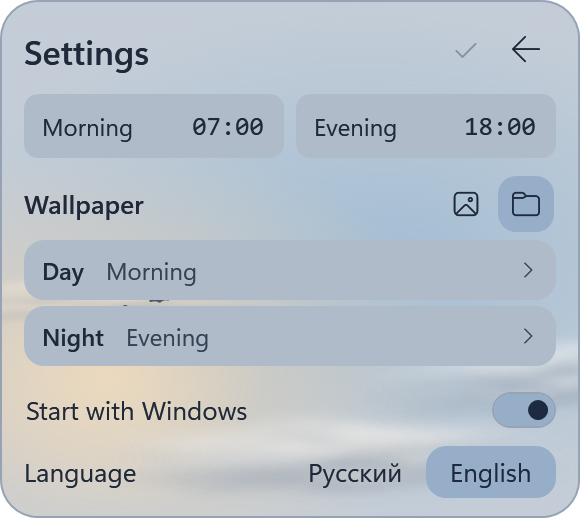 Settings
Morning 07:00 Evening 18:00
Wallpaper
Day Morning
Night Evening
Start with Windows
Language Русский English